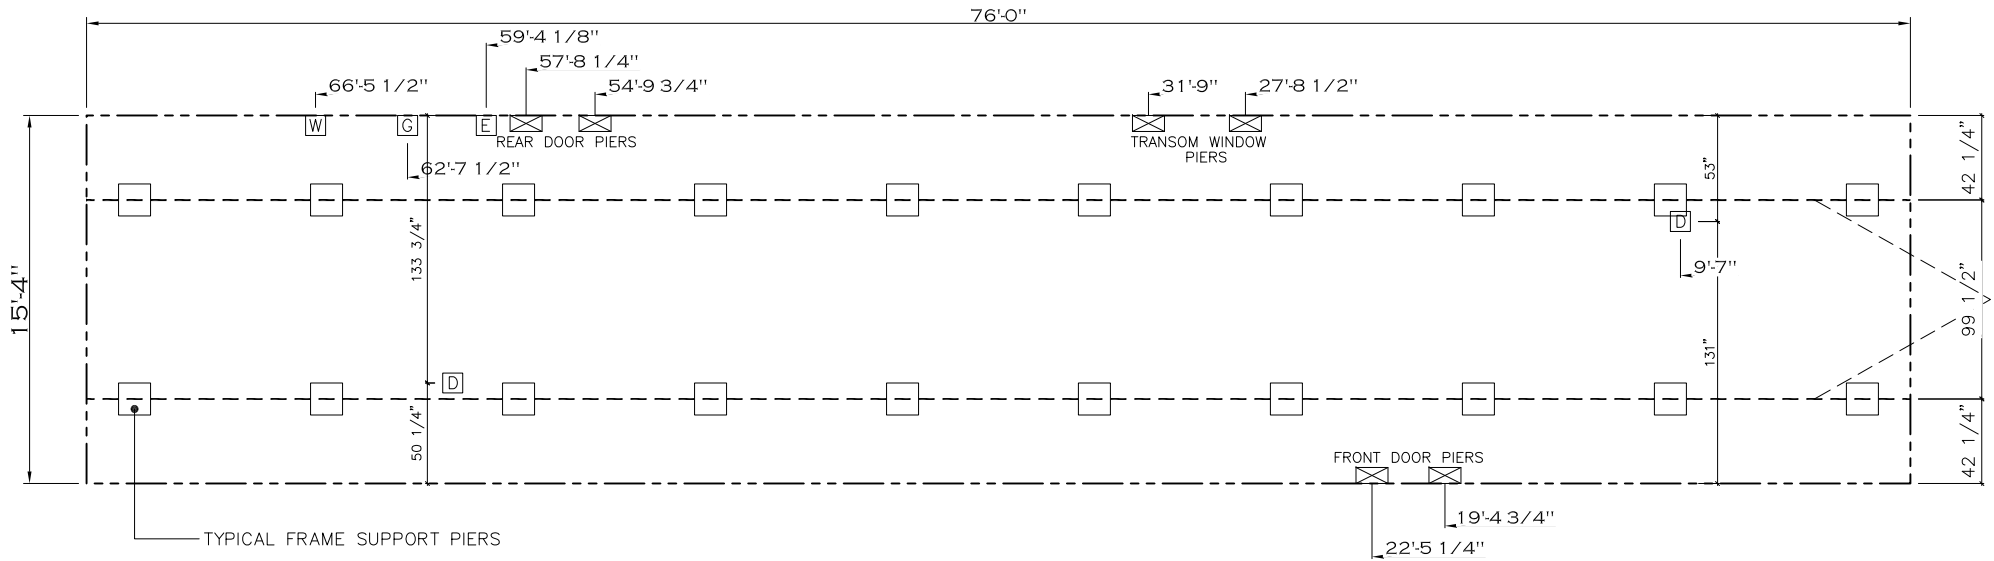 76'-0"
59'-4 1/8"
57'-8 1/4"
66'-5 1/2"
54'-9 3/4"
31'-9"
27'-8 1/2"
W
G
E
REAR DOOR PIERS
TRANSOM WINDOW
PIERS
62'-7 1/2"
53"
42 1/4"
133 3/4"
D
9'-7"
15'-4"
99 1/2"
131"
D
50 1/4"
42 1/4"
FRONT DOOR PIERS
19'-4 3/4"
22'-5 1/4"
TYPICAL FRAME SUPPORT PIERS